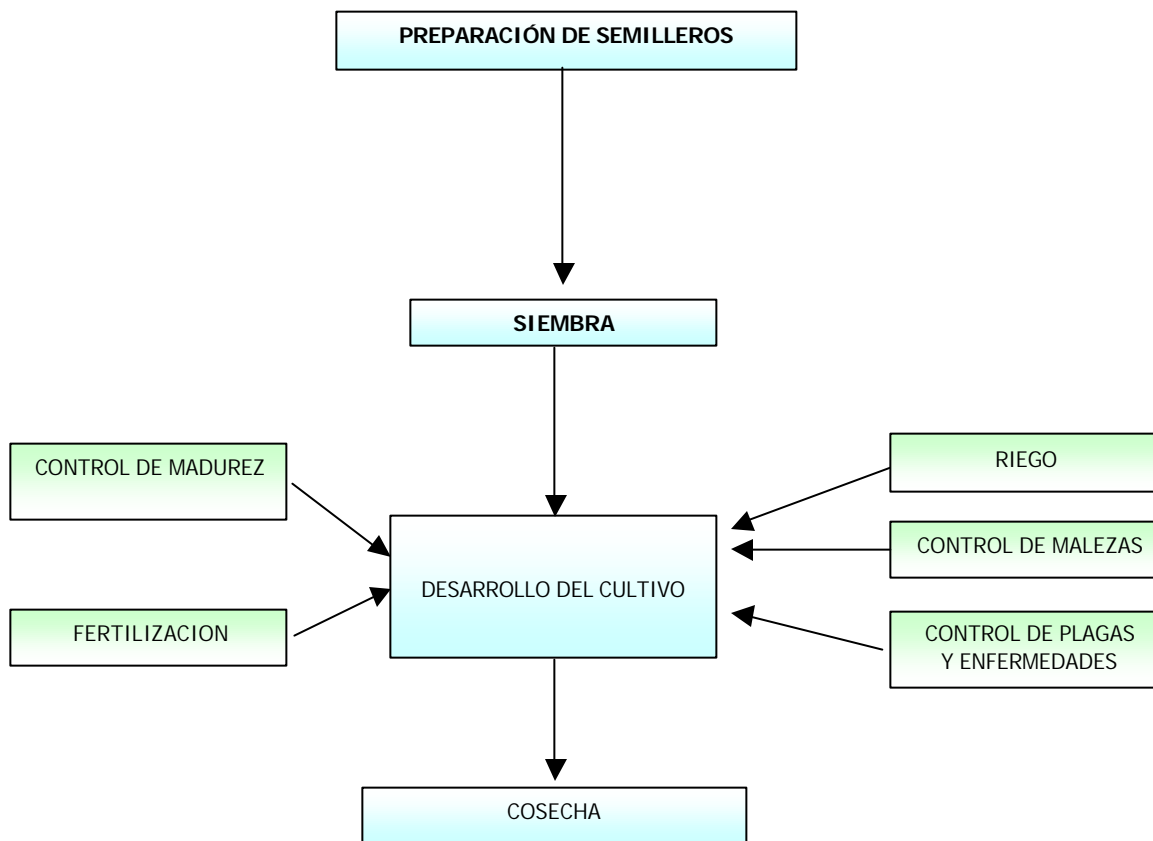 PREPARACIÓN DE SEMILLEROS
SIEMBRA
CONTROL DE MADUREZ
RIEGO
CONTROL DE MALEZAS
DESARROLLO DEL CULTIVO
FERTILIZACION
CONTROL DE PLAGAS
Y ENFERMEDADES
COSECHA